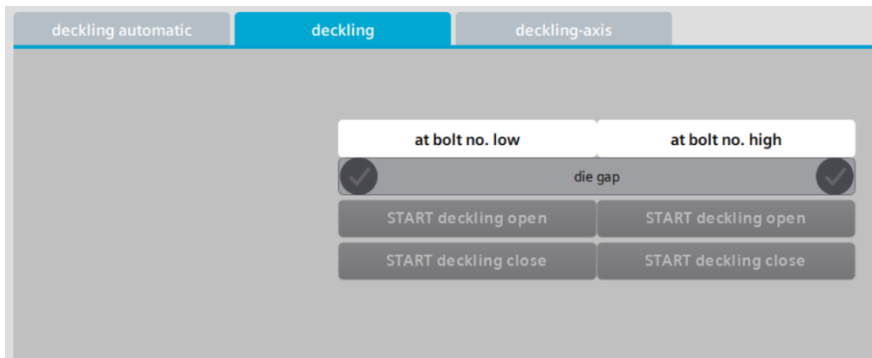 deckling automatic deckling deckling-axis
at bolt no. low at bolt no. high
die gap
START deckling open START deckling open
START deckling close START deckling close